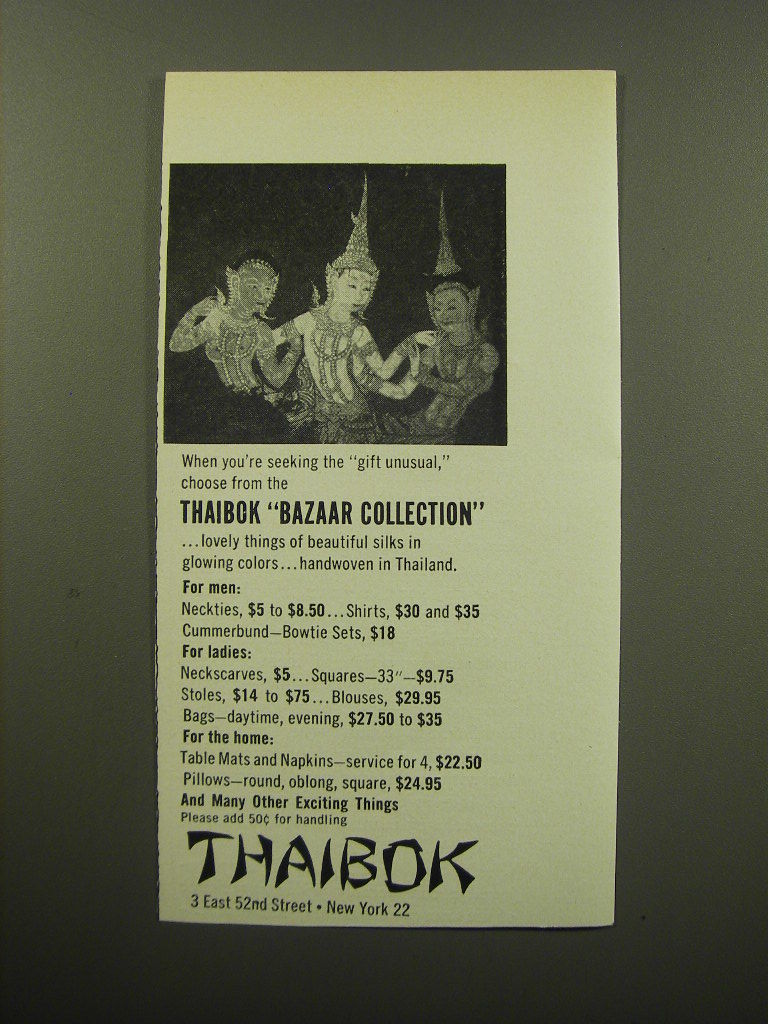 When you're seeking the "gift unusual,"
choose from the
THAIBOK "BAZAAR COLLECTION"
...lovely things of beautiful silks in
glowing colors...handwoven in Thailand.
For men:
Neckties, $5 to $8.50...Shirts, $30 and $35
Cummerbund—Bowtie Sets, $18
For ladies:
Neckscarves, $5...Squares—33"—$9.75
Stoles, $14 to $75...Blouses, $29.95
Bags—daytime, evening, $27.50 to $35
For the home:
Table Mats and Napkins—service for 4, $22.50
Pillows—round, oblong, square, $24.95
And Many Other Exciting Things
Please add 50¢ for handling
THAIBOK
3 East 52nd Street • New York 22